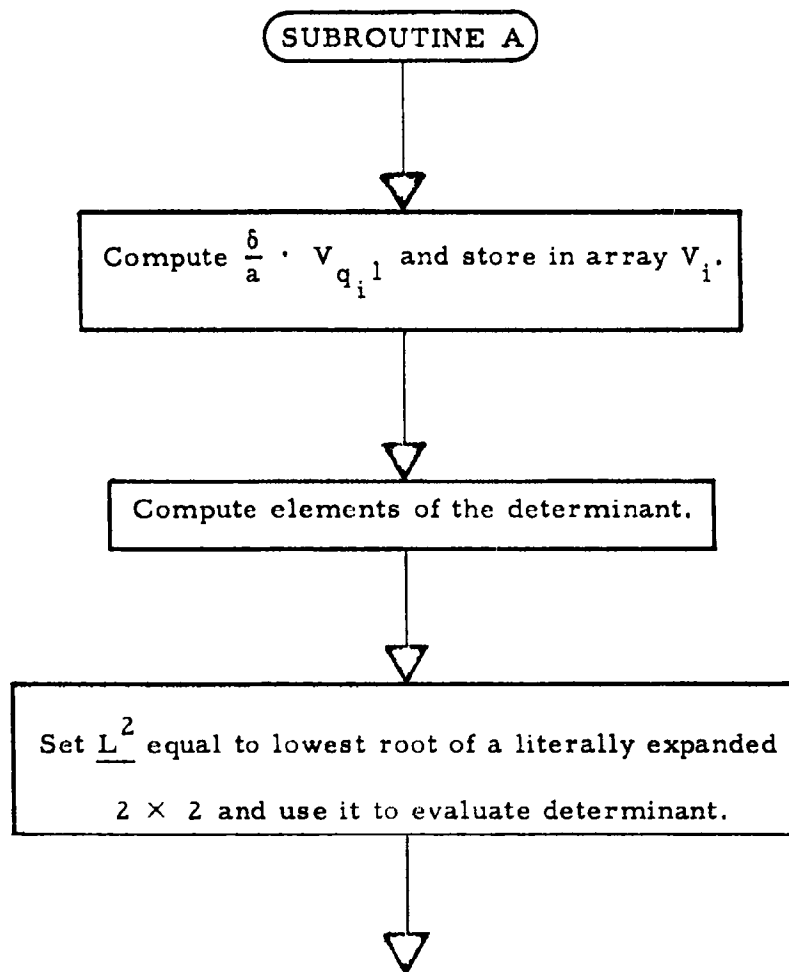 SUBROUTINE A
Compute δ/a · V_{q_i 1} and store in array V_i.
Compute elements of the determinant.
Set L² equal to lowest root of a literally expanded
2 × 2 and use it to evaluate determinant.